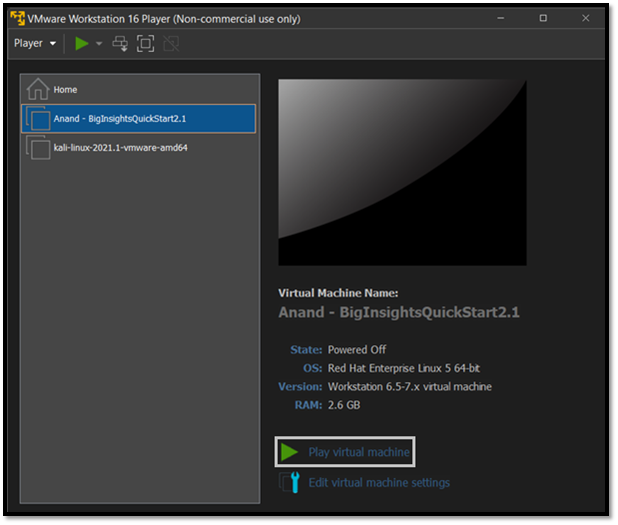 VMware Workstation 16 Player (Non-commercial use only)
Player
Home
Anand - BigInsightsQuickStart2.1
kali-linux-2021.1-vmware-amd64
Virtual Machine Name:
Anand - BigInsightsQuickStart2.1
State: Powered Off
OS: Red Hat Enterprise Linux 5 64-bit
Version: Workstation 6.5-7.x virtual machine
RAM: 2.6 GB
Play virtual machine
Edit virtual machine settings